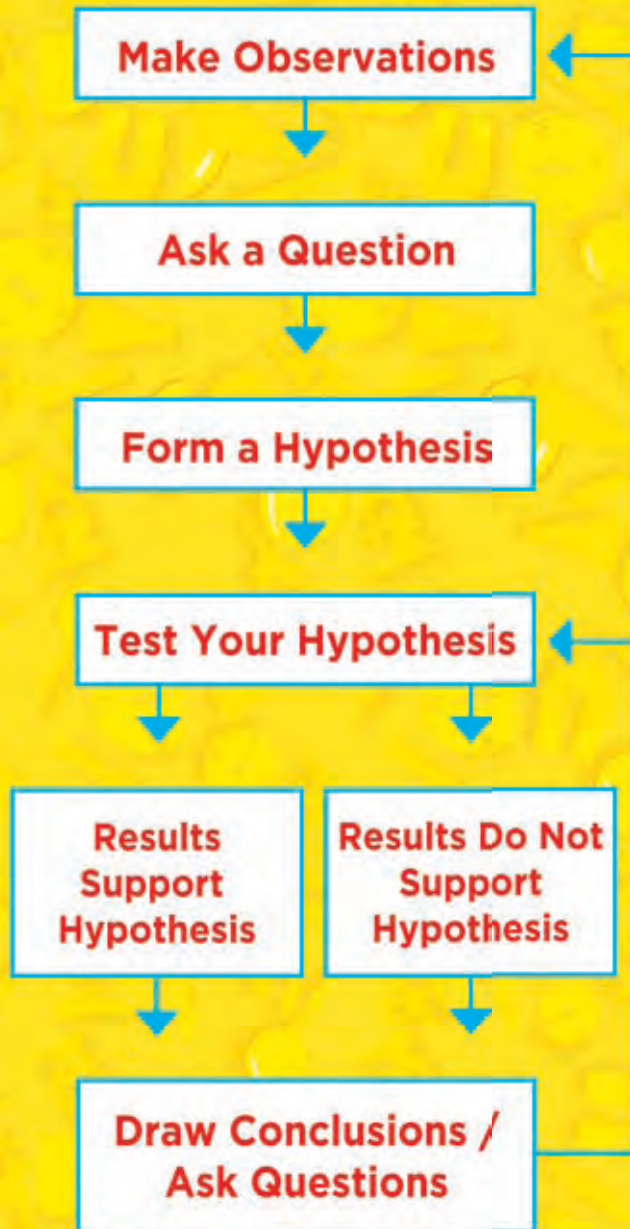 Make Observations
Ask a Question
Form a Hypothesis
Test Your Hypothesis
Results
Support
Hypothesis
Results Do Not
Support
Hypothesis
Draw Conclusions /
Ask Questions